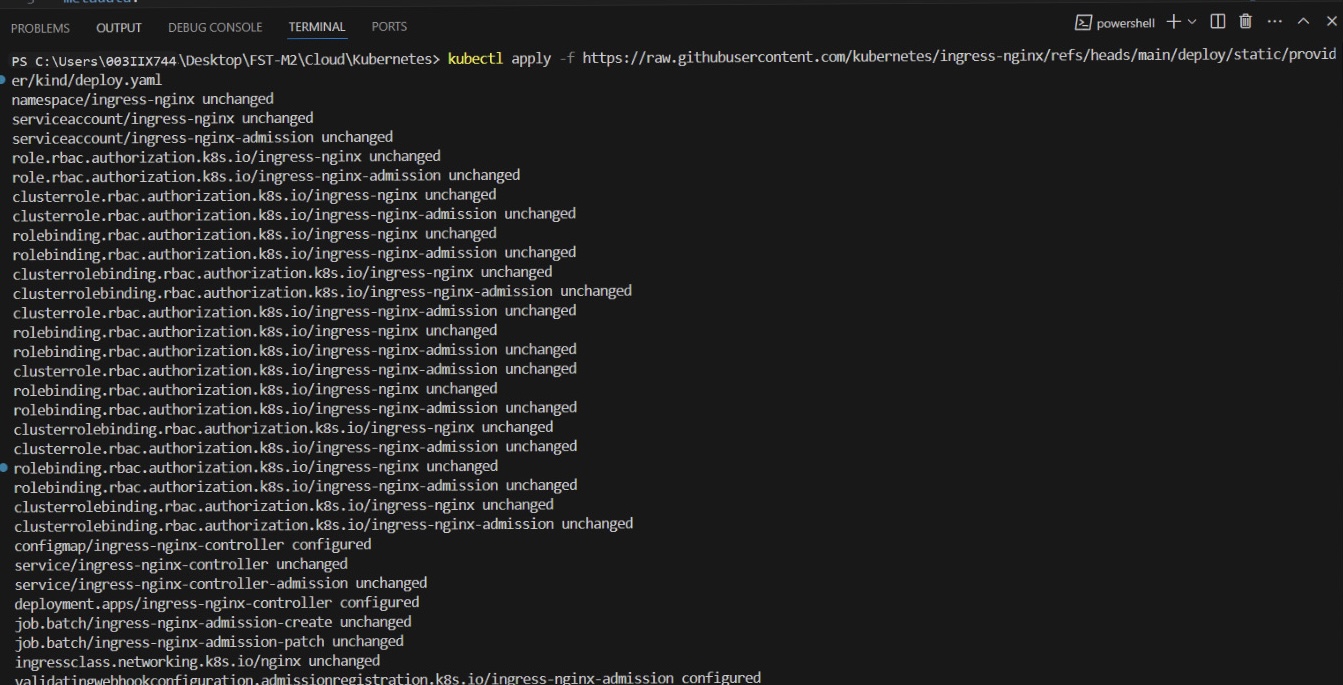 metadata:
PROBLEMS OUTPUT DEBUG CONSOLE TERMINAL PORTS powershell
PS C:\Users\003IIX744\Desktop\FST-M2\Cloud\Kubernetes> kubectl apply -f https://raw.githubusercontent.com/kubernetes/ingress-nginx/refs/heads/main/deploy/static/provid
er/kind/deploy.yaml
namespace/ingress-nginx unchanged
serviceaccount/ingress-nginx unchanged
serviceaccount/ingress-nginx-admission unchanged
role.rbac.authorization.k8s.io/ingress-nginx unchanged
role.rbac.authorization.k8s.io/ingress-nginx-admission unchanged
clusterrole.rbac.authorization.k8s.io/ingress-nginx unchanged
clusterrole.rbac.authorization.k8s.io/ingress-nginx-admission unchanged
rolebinding.rbac.authorization.k8s.io/ingress-nginx unchanged
rolebinding.rbac.authorization.k8s.io/ingress-nginx-admission unchanged
clusterrolebinding.rbac.authorization.k8s.io/ingress-nginx unchanged
clusterrolebinding.rbac.authorization.k8s.io/ingress-nginx-admission unchanged
clusterrole.rbac.authorization.k8s.io/ingress-nginx-admission unchanged
rolebinding.rbac.authorization.k8s.io/ingress-nginx unchanged
rolebinding.rbac.authorization.k8s.io/ingress-nginx-admission unchanged
clusterrole.rbac.authorization.k8s.io/ingress-nginx-admission unchanged
rolebinding.rbac.authorization.k8s.io/ingress-nginx unchanged
rolebinding.rbac.authorization.k8s.io/ingress-nginx-admission unchanged
clusterrolebinding.rbac.authorization.k8s.io/ingress-nginx unchanged
clusterrole.rbac.authorization.k8s.io/ingress-nginx-admission unchanged
rolebinding.rbac.authorization.k8s.io/ingress-nginx unchanged
rolebinding.rbac.authorization.k8s.io/ingress-nginx-admission unchanged
clusterrolebinding.rbac.authorization.k8s.io/ingress-nginx unchanged
clusterrolebinding.rbac.authorization.k8s.io/ingress-nginx-admission unchanged
configmap/ingress-nginx-controller configured
service/ingress-nginx-controller unchanged
service/ingress-nginx-controller-admission unchanged
deployment.apps/ingress-nginx-controller configured
job.batch/ingress-nginx-admission-create unchanged
job.batch/ingress-nginx-admission-patch unchanged
ingressclass.networking.k8s.io/nginx unchanged
validatingwebhookconfiguration.admissionregistration.k8s.io/ingress-nginx-admission configured